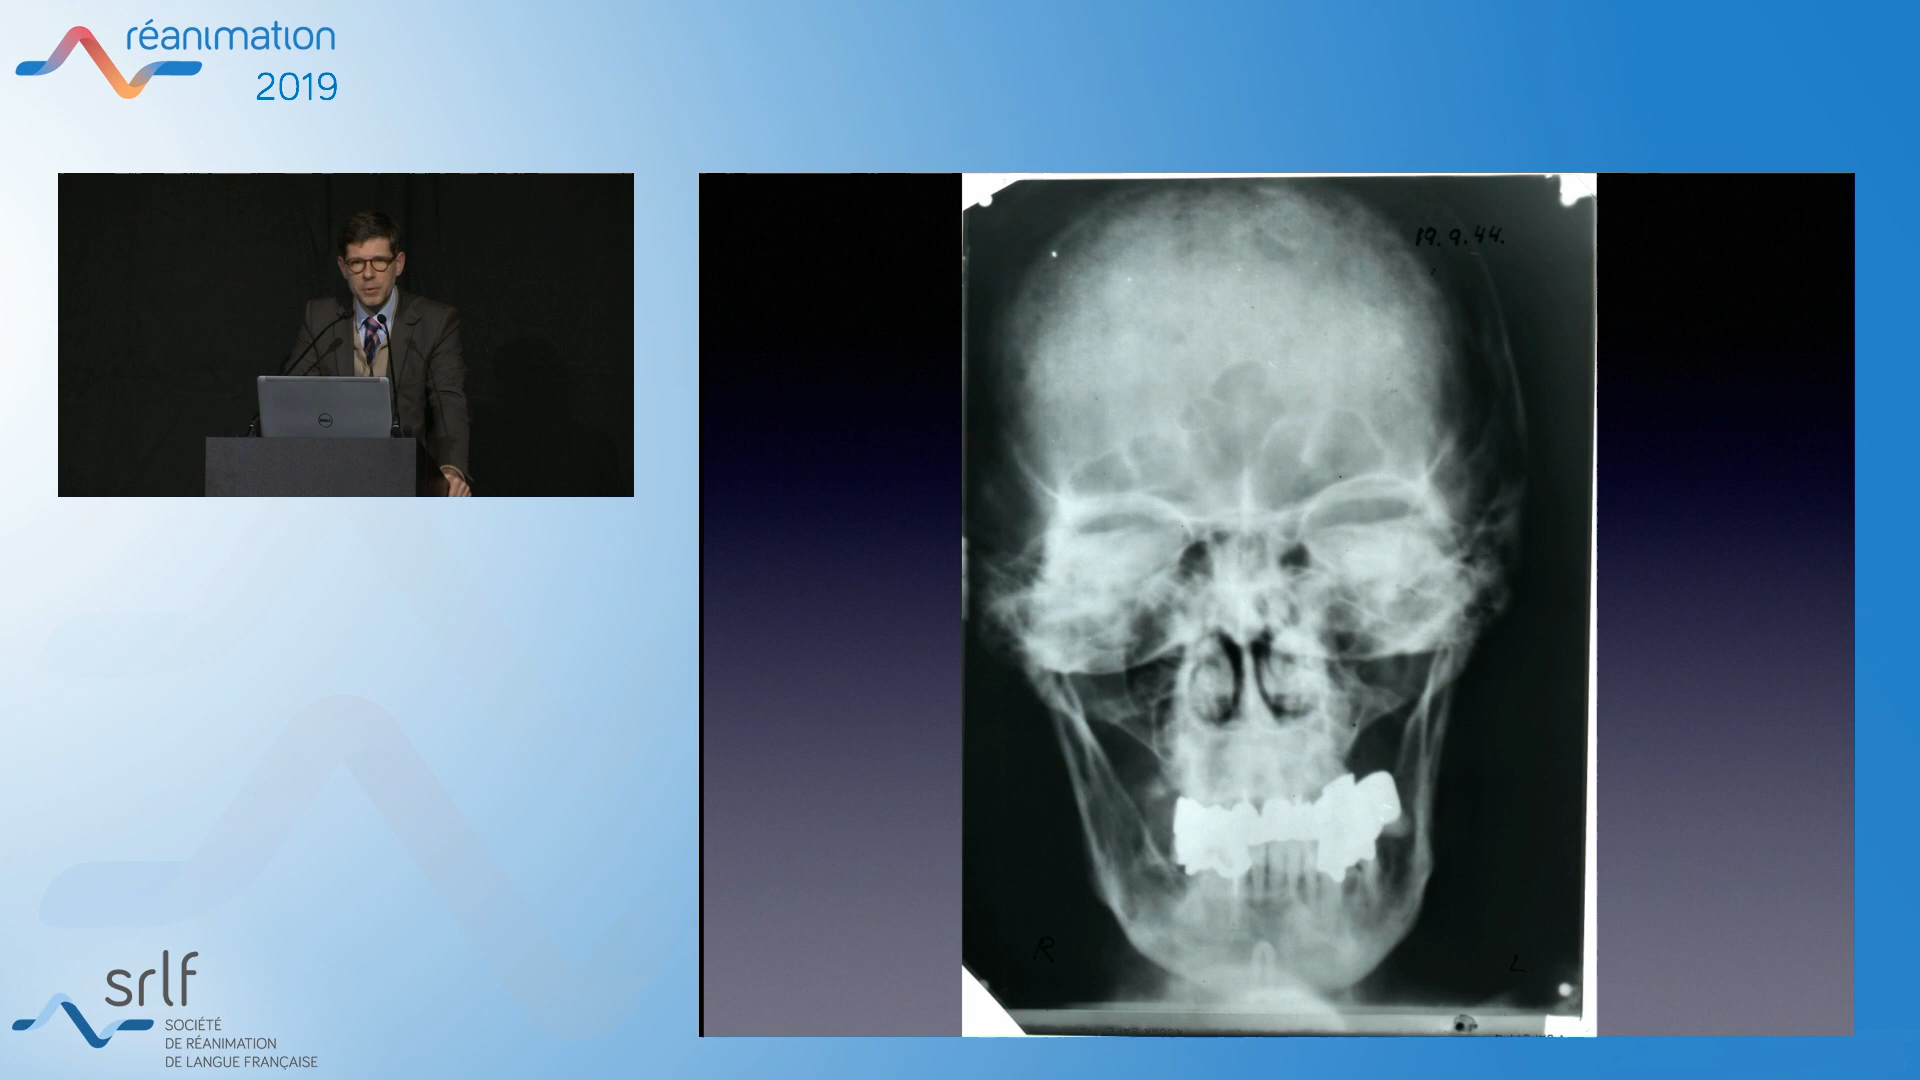 réanimation
2019
19.9.44.
R
L
srlf
SOCIÉTÉ
DE RÉANIMATION
DE LANGUE FRANÇAISE